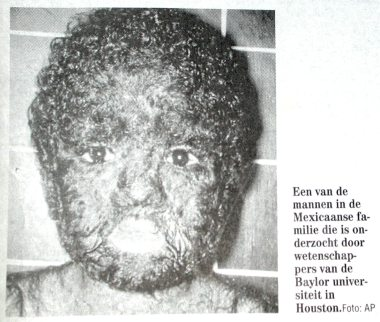 Een van de
mannen in de
Mexicaanse fa-
milie die is on-
derzocht door
wetenschap-
pers van de
Baylor univer-
siteit in
Houston.Foto: AP